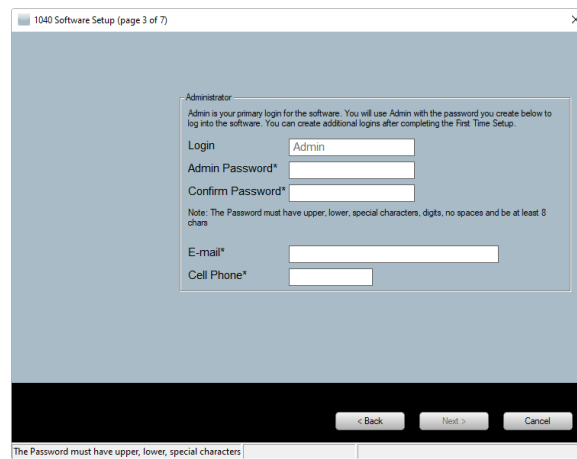 1040 Software Setup (page 3 of 7)
Administrator
Admin is your primary login for the software. You will use Admin with the password you create below to
log into the software. You can create additional logins after completing the First Time Setup.
Login
Admin
Admin Password*
Confirm Password*
Note: The Password must have upper, lower, special characters, digits, no spaces and be at least 8
chars
E-mail*
Cell Phone*
< Back
Next >
Cancel
The Password must have upper, lower, special characters